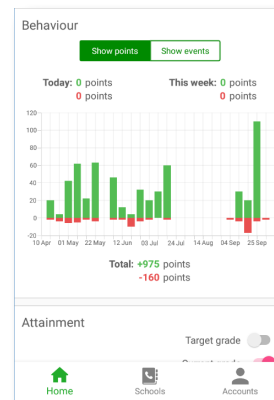 Behaviour
Show points Show events
Today: 0 points This week: 0 points
0 points 0 points
120
100
80
60
40
20
0
-20
10 Apr 01 May 22 May 12 Jun 03 Jul 24 Jul 14 Aug 04 Sep 25 Sep
Total: +975 points
-160 points
Attainment
Target grade
Current grade
Home Schools Accounts